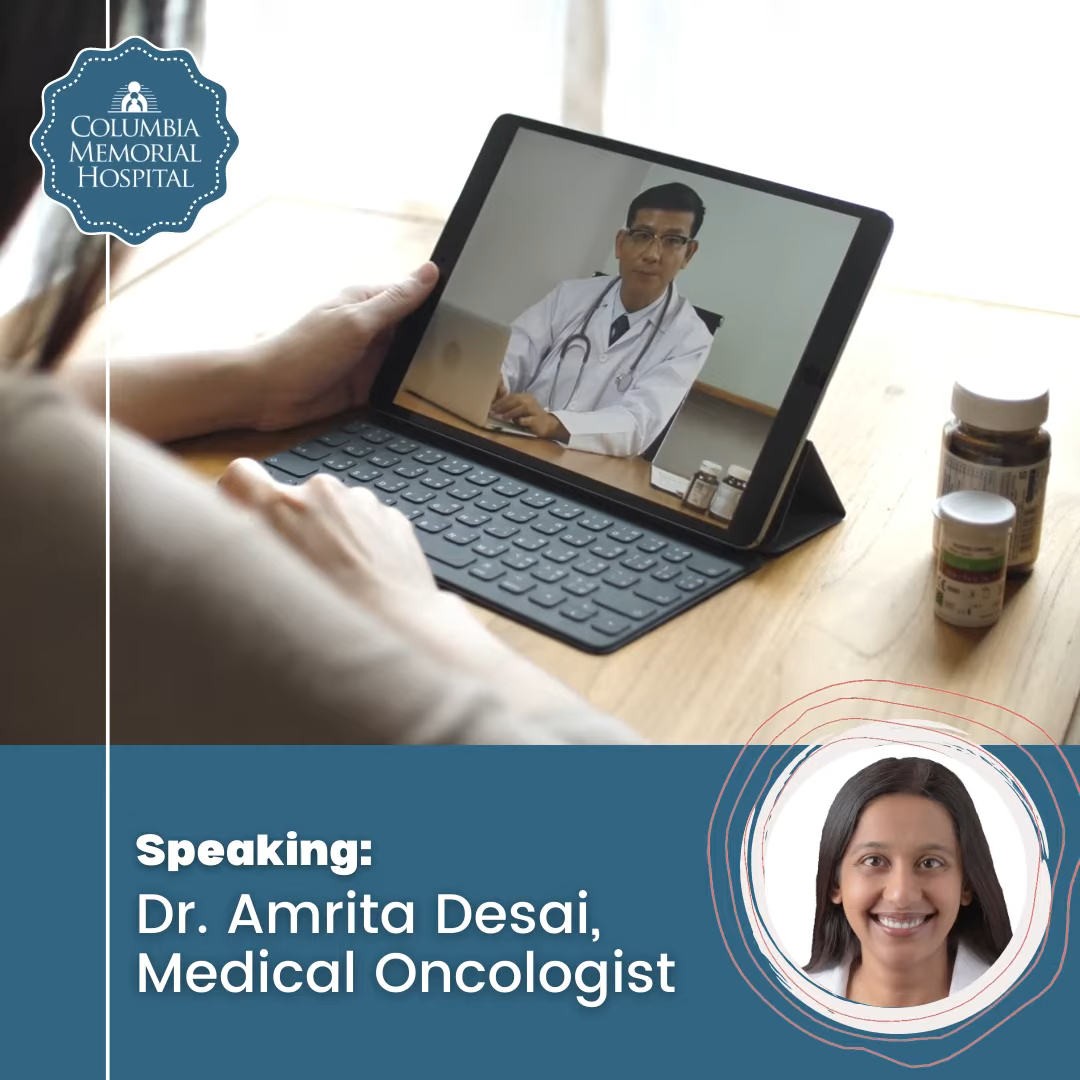 COLUMBIA
MEMORIAL
HOSPITAL
Speaking:
Dr. Amrita Desai,
Medical Oncologist